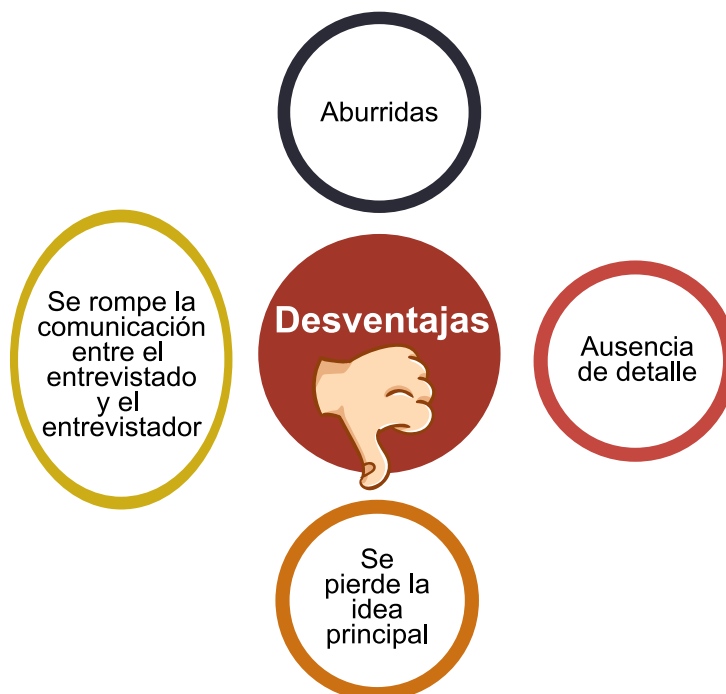 Aburridas
Se rompe la
comunicación
entre el
entrevistado
y el
entrevistador
Desventajas
Ausencia
de detalle
Se
pierde la
idea
principal